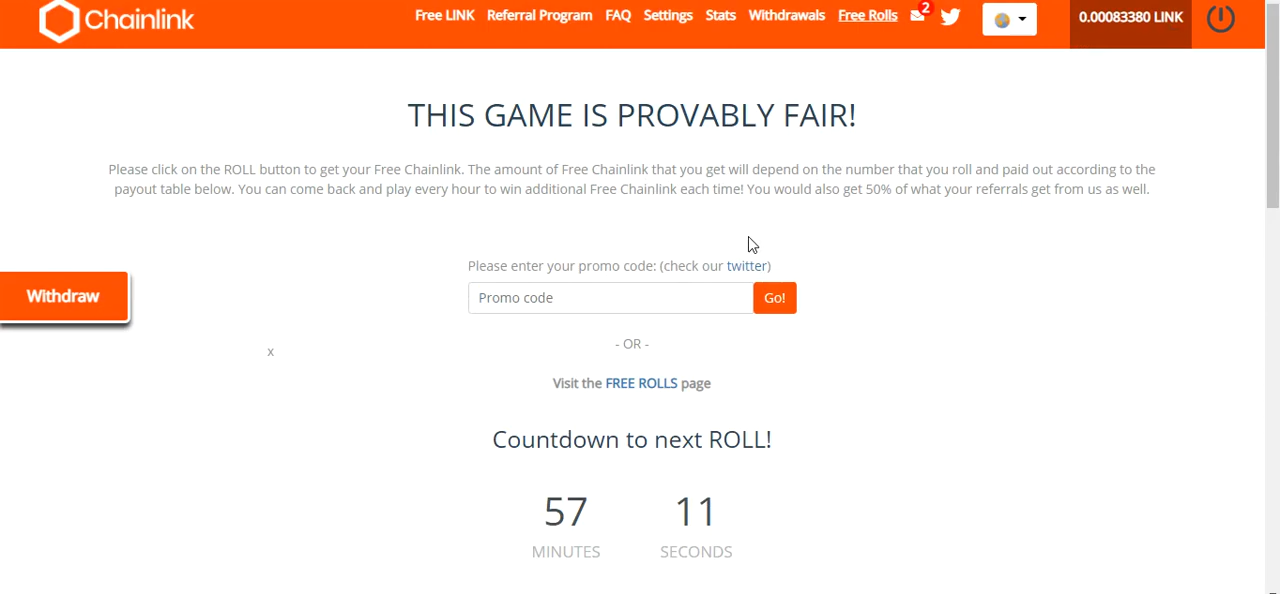 Chainlink
Free LINK Referral Program FAQ Settings Stats Withdrawals Free Rolls 2 0.00083380 LINK
THIS GAME IS PROVABLY FAIR!
Please click on the ROLL button to get your Free Chainlink. The amount of Free Chainlink that you get will depend on the number that you roll and paid out according to the
payout table below. You can come back and play every hour to win additional Free Chainlink each time! You would also get 50% of what your referrals get from us as well.
Please enter your promo code: (check our twitter)
Promo code Go!
Withdraw
- OR -
x
Visit the FREE ROLLS page
Countdown to next ROLL!
57 11
MINUTES SECONDS